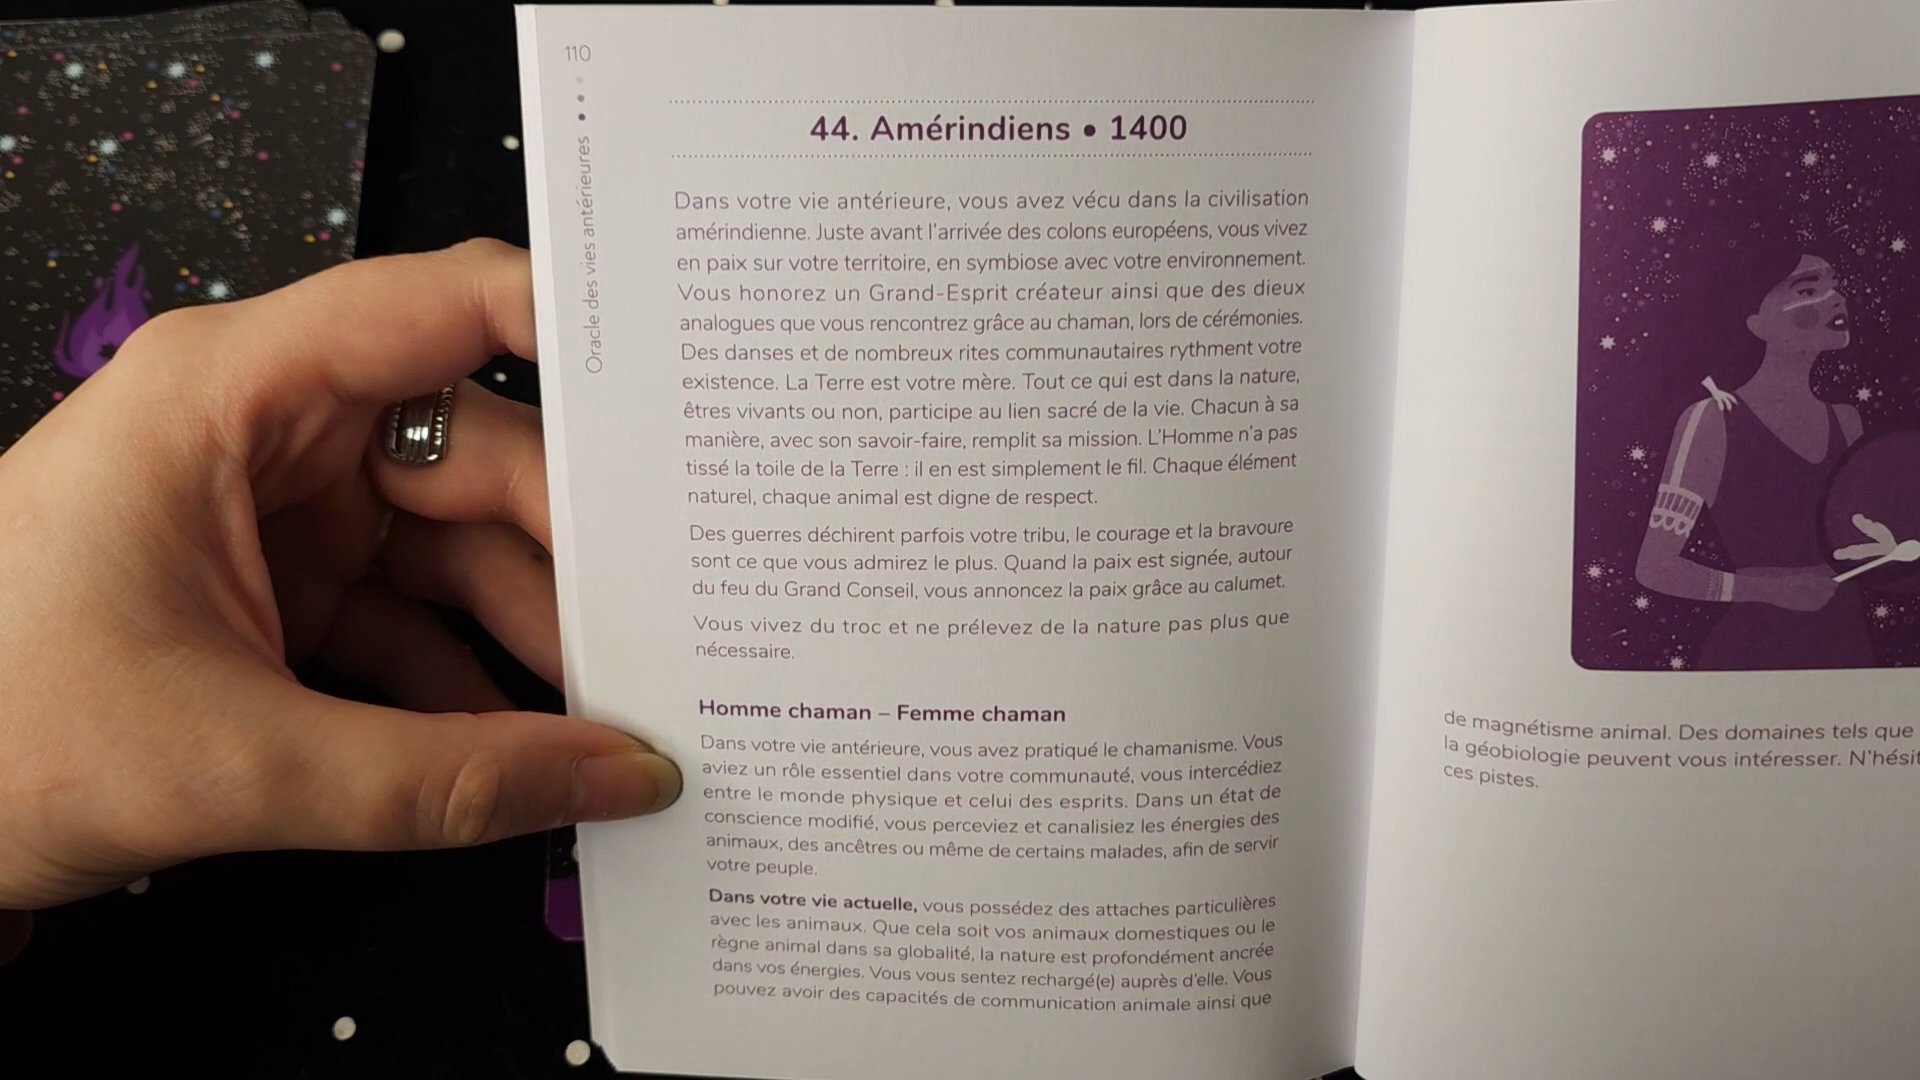 110
Oracle des vies antérieures
44. Amérindiens • 1400
Dans votre vie antérieure, vous avez vécu dans la civilisation
amérindienne. Juste avant l'arrivée des colons européens, vous vivez
en paix sur votre territoire, en symbiose avec votre environnement.
Vous honorez un Grand-Esprit créateur ainsi que des dieux
analogues que vous rencontrez grâce au chaman, lors de cérémonies.
Des danses et de nombreux rites communautaires rythment votre
existence. La Terre est votre mère. Tout ce qui est dans la nature,
êtres vivants ou non, participe au lien sacré de la vie. Chacun à sa
manière, avec son savoir-faire, remplit sa mission. L'Homme n'a pas
tissé la toile de la Terre : il en est simplement le fil. Chaque élément
naturel, chaque animal est digne de respect.
Des guerres déchirent parfois votre tribu, le courage et la bravoure
sont ce que vous admirez le plus. Quand la paix est signée, autour
du feu du Grand Conseil, vous annoncez la paix grâce au calumet.
Vous vivez du troc et ne prélevez de la nature pas plus que
nécessaire.
Homme chaman – Femme chaman
Dans votre vie antérieure, vous avez pratiqué le chamanisme. Vous
aviez un rôle essentiel dans votre communauté, vous intercédiez
entre le monde physique et celui des esprits. Dans un état de
conscience modifié, vous perceviez et canalisiez les énergies des
animaux, des ancêtres ou même de certains malades, afin de servir
votre peuple.
Dans votre vie actuelle, vous possédez des attaches particulières
avec les animaux. Que cela soit vos animaux domestiques ou le
règne animal dans sa globalité, la nature est profondément ancrée
dans vos énergies. Vous vous sentez rechargé(e) auprès d'elle. Vous
pouvez avoir des capacités de communication animale ainsi que
de magnétisme animal. Des domaines tels que
la géobiologie peuvent vous intéresser. N'hésit
ces pistes.